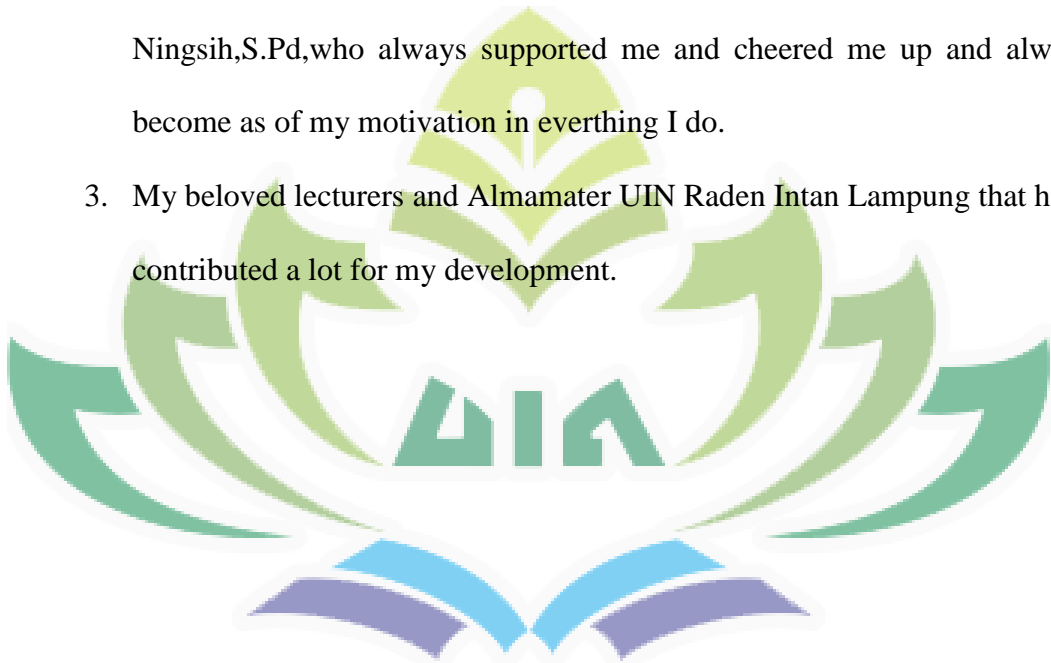 Ningsih,S.Pd,who always supported me and cheered me up and alw
become as of my motivation in everthing I do.
3. My beloved lecturers and Almamater UIN Raden Intan Lampung that h
contributed a lot for my development.
UIN